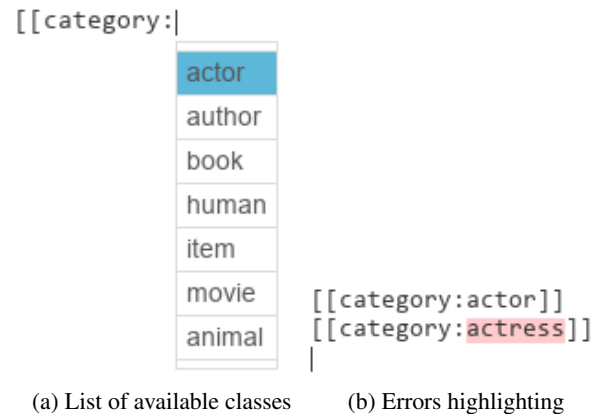 [[category:
actor
author
book
human
item
movie
animal
[[category:actor]]
[[category:actress]]
(a) List of available classes
(b) Errors highlighting